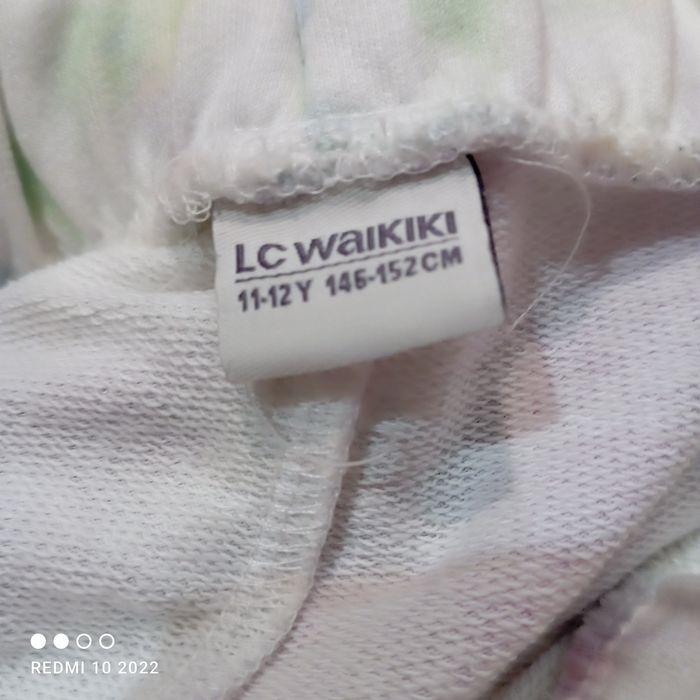 LC WAIKIKI
11-12 Y 146-152 CM
REDMI 10 2022